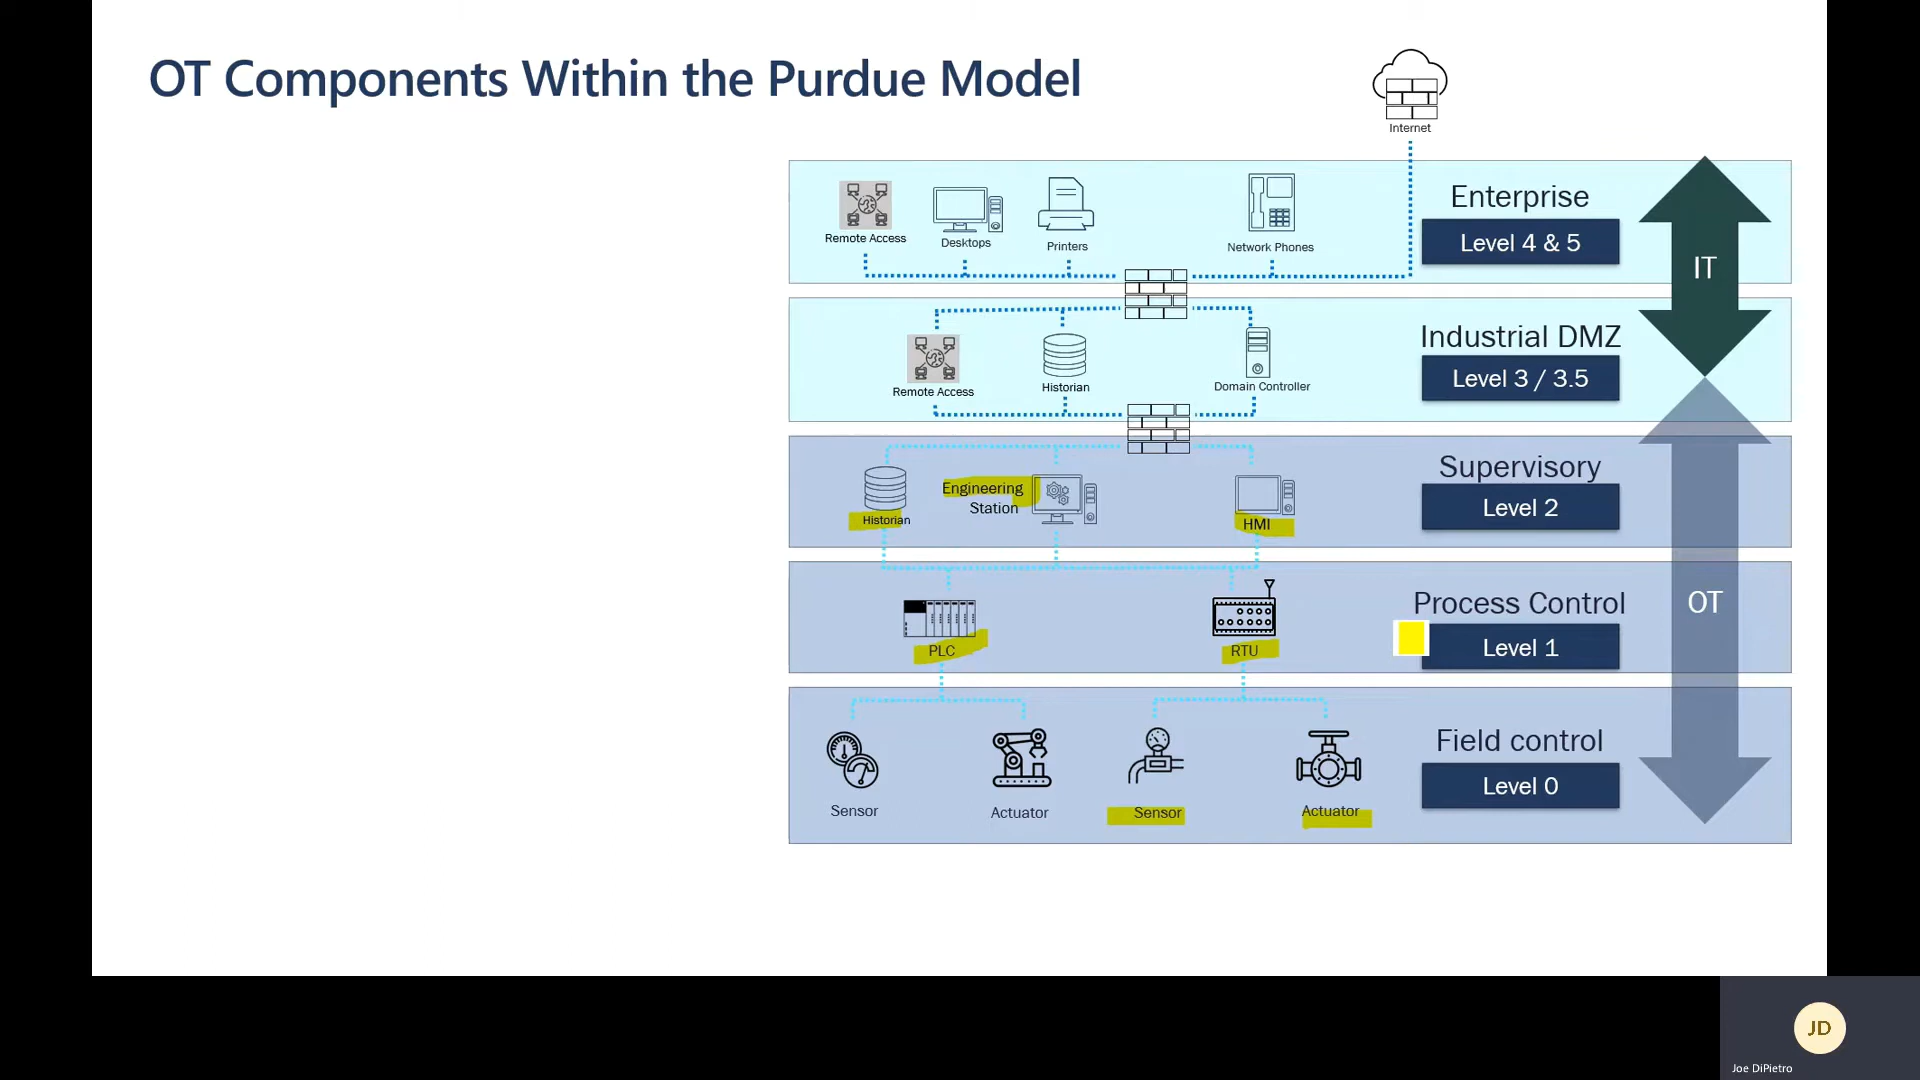 OT Components Within the Purdue Model
Internet
Remote Access
Desktops
Printers
Network Phones
Enterprise
Level 4 & 5
IT
Remote Access
Historian
Domain Controller
Industrial DMZ
Level 3 / 3.5
Historian
Engineering
Station
HMI
Supervisory
Level 2
PLC
RTU
Process Control
Level 1
OT
Sensor
Actuator
Sensor
Actuator
Field control
Level 0
JD
Joe DiPietro